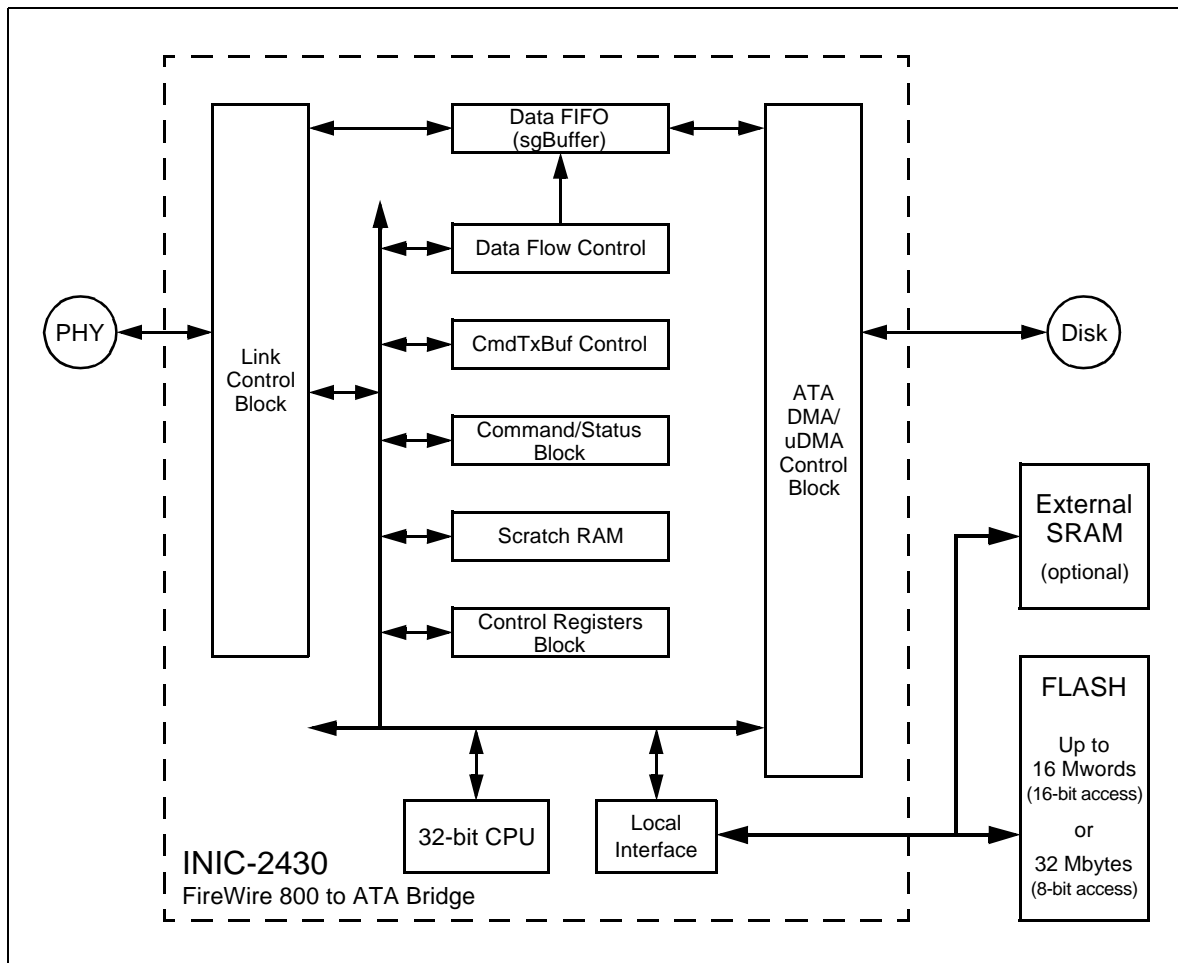 Data FIFO
(sgBuffer)
Data Flow Control
PHY
CmdTxBuf Control
Disk
Link
Control
Block
ATA
DMA/
uDMA
Control
Block
Command/Status
Block
External
SRAM
(optional)
Scratch RAM
Control Registers
Block
FLASH
Up to
16 Mwords
(16-bit access)
or
32 Mbytes
(8-bit access)
32-bit CPU
Local
Interface
INIC-2430
FireWire 800 to ATA Bridge